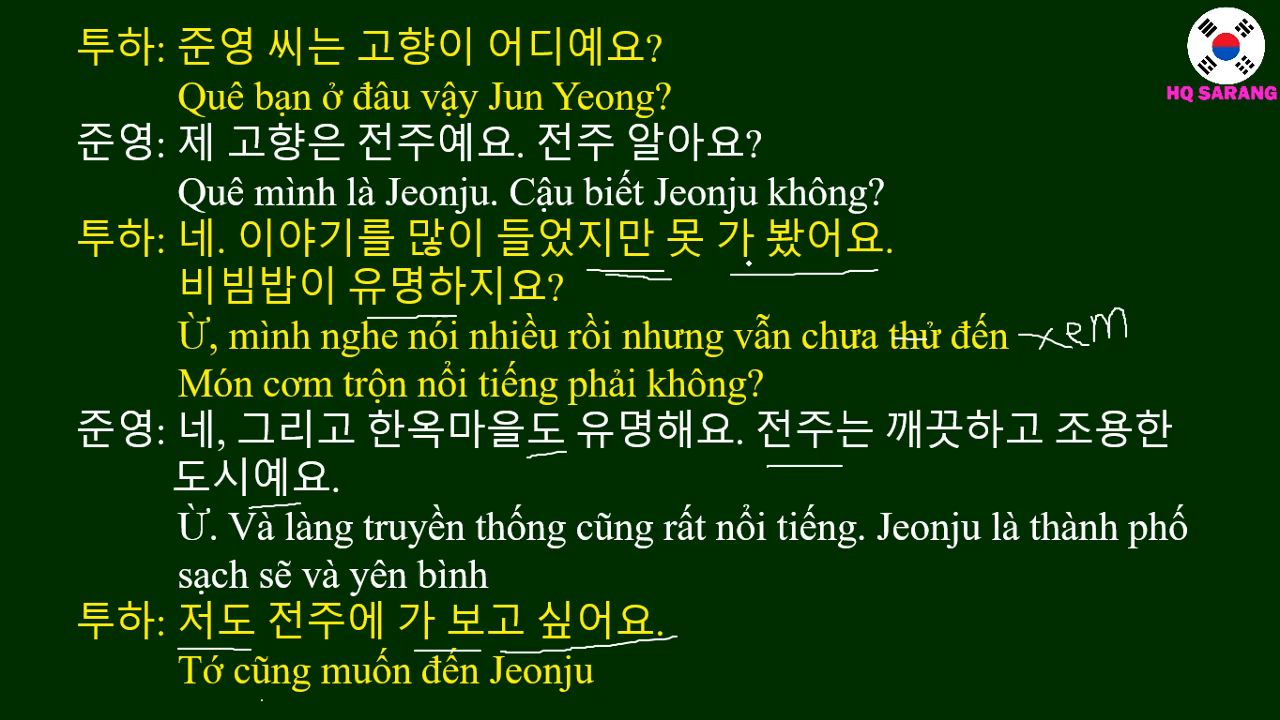 투하: 준영 씨는 고향이 어디예요?
HQ SARANG
Quê bạn ở đâu vậy Jun Yeong?
준영: 제 고향은 전주예요. 전주 알아요?
Quê mình là Jeonju. Cậu biết Jeonju không?
투하: 네. 이야기를 많이 들었지만 못 가 봤어요.
비빔밥이 유명하지요?
Ừ, mình nghe nói nhiều rồi nhưng vẫn chưa thử đến xem
Món cơm trộn nổi tiếng phải không?
준영: 네, 그리고 한옥마을도 유명해요. 전주는 깨끗하고 조용한
도시예요.
Ừ. Và làng truyền thống cũng rất nổi tiếng. Jeonju là thành phố
sạch sẽ và yên bình
투하: 저도 전주에 가 보고 싶어요.
Tớ cũng muốn đến Jeonju